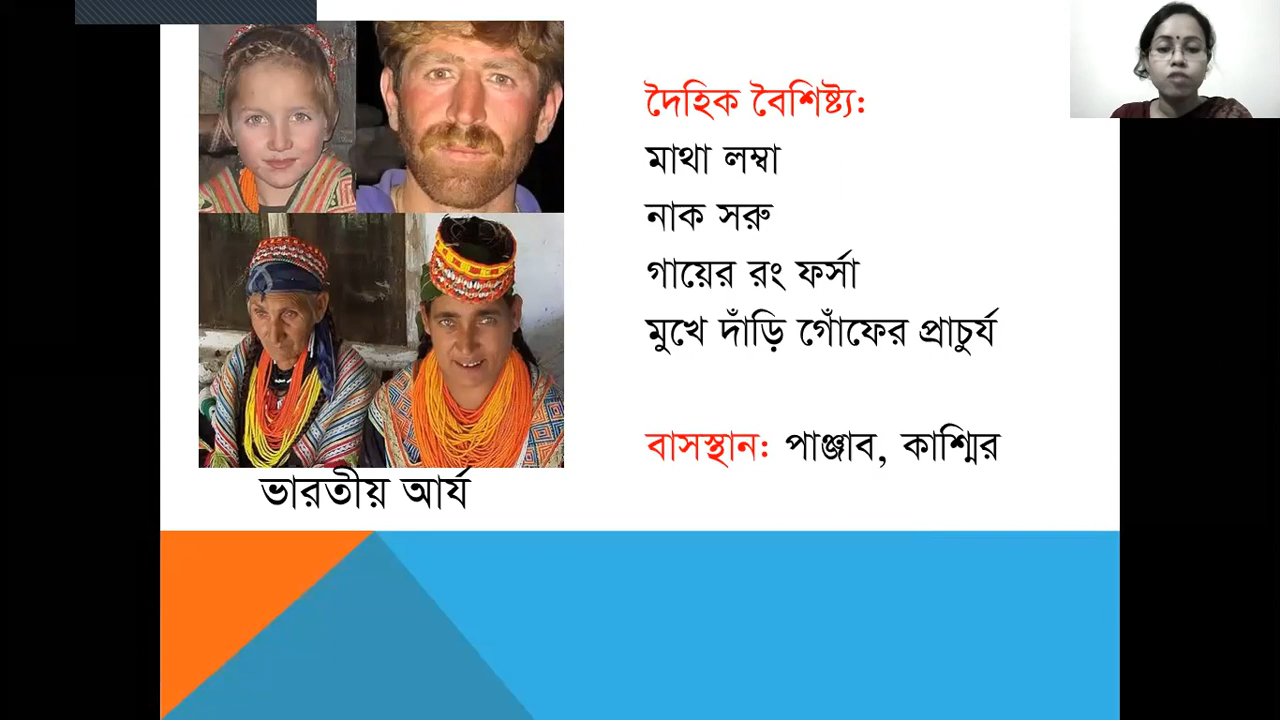 দৈহিক বৈশিষ্ট্য:
মাথা লম্বা
নাক সরু
গায়ের রং ফর্সা
মুখে দাঁড়ি গোঁফের প্রাচুর্য
বাসস্থান: পাঞ্জাব, কাশ্মির
ভারতীয় আর্য